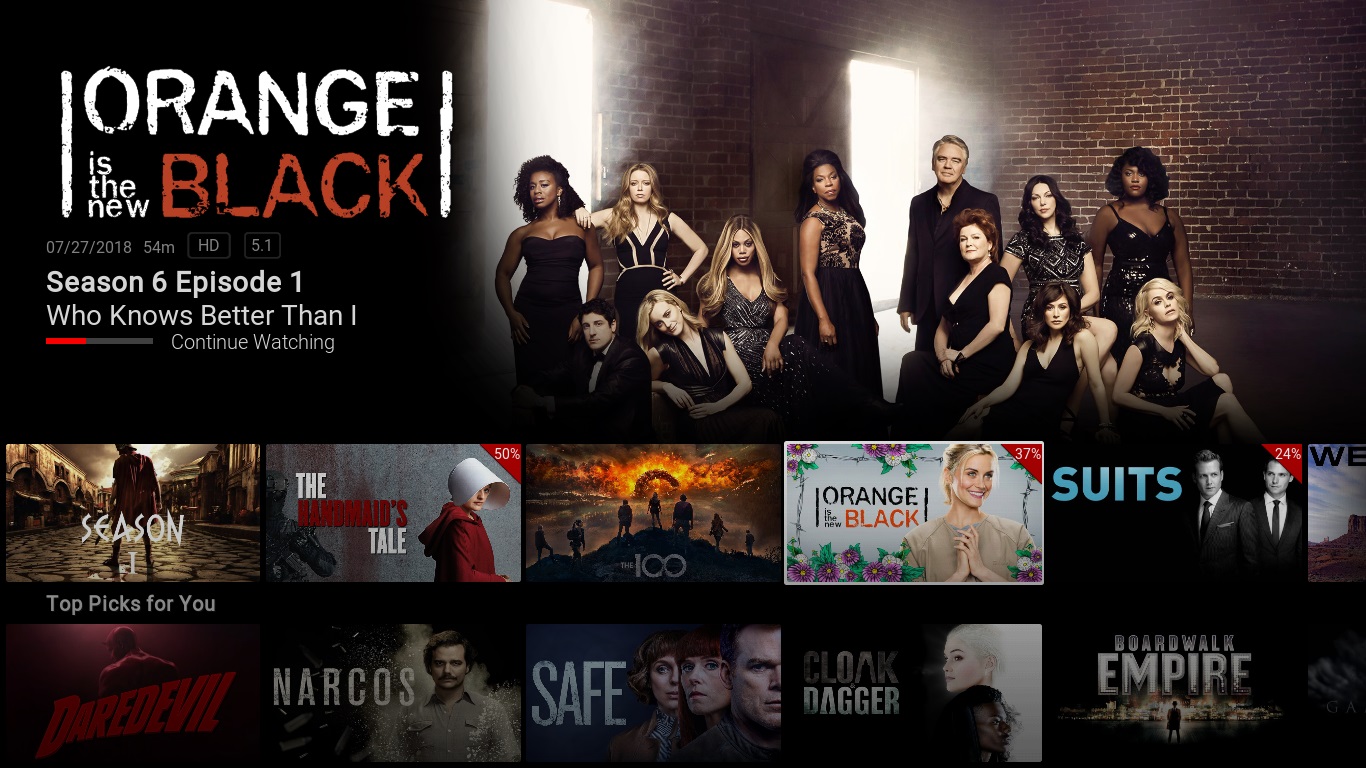 ORANGE
is the new BLACK
07/27/2018 54m HD 5.1
Season 6 Episode 1
Who Knows Better Than I
Continue Watching
SEASON
I
50%
THE
HANDMAID'S
TALE
THE 100
37%
ORANGE
is the new BLACK
24%
SUITS
WE
Top Picks for You
DAREDEVIL
NARCOS
SAFE
CLOAK
DAGGER
BOARDWALK
EMPIRE
GA